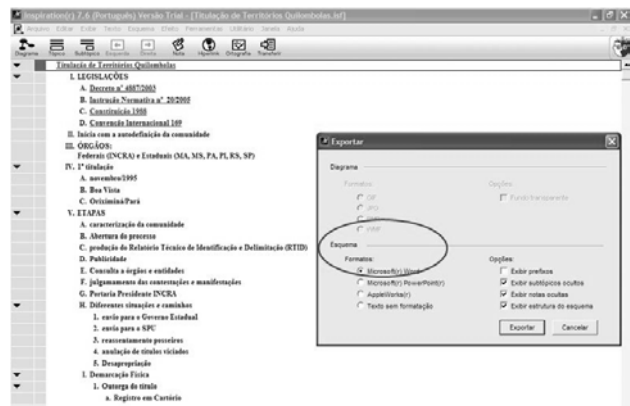 Inspiration(r) 7.6 (Português) Versão Trial - [Titulação de Territórios Quilombolas.isf]
Arquivo Editar Exibir Texto Esquema Efeito Ferramentas Utilitário Janela Ajuda
Diagrama Tópico Subtópico Esquerda Direita Nota Hiperlink Ortografia Transferir
Titulação de Territórios Quilombolas
I. LEGISLAÇÕES
A. Decreto nº 4887/2003
B. Instrução Normativa nº 20/2005
C. Constituição 1988
D. Convenção Internacional 169
II. Inicia com a autodefinição da comunidade
III. ÓRGÃOS:
Federais (INCRA) e Estaduais (MA, MS, PA, PI, RS, SP)
IV. 1ª titulação
A. novembro/1995
B. Boa Vista
C. Oriximiná/Pará
V. ETAPAS
A. caracterização da comunidade
B. Abertura do processo
C. produção do Relatório Técnico de Identificação e Delimitação (RTID)
D. Publicidade
E. Consulta a órgãos e entidades
F. julgamamento das contestações e manifestações
G. Portaria Presidente INCRA
H. Diferentes situações e caminhos
1. envio para o Governo Estadual
2. envio para o SPU
3. reassentamento posseiros
4. anulação de títulos viciados
5. Desapropriação
I. Demarcação Física
1. Outorga do título
a. Registro em Cartório
Exportar
Diagrama
Formatos: Opções:
GIF Fundo transparente
JPG
WMF
Esquema
Formatos: Opções:
Microsoft(r) Word Exibir prefixos
Microsoft(r) PowerPoint(r) Exibir subtópicos ocultos
AppleWorks(r) Exibir notas ocultas
Texto sem formatação Exibir estrutura do esquema
Exportar Cancelar